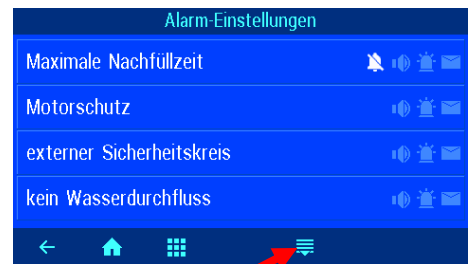 Alarm-Einstellungen
Maximale Nachfüllzeit
Motorschutz
externer Sicherheitskreis
kein Wasserdurchfluss